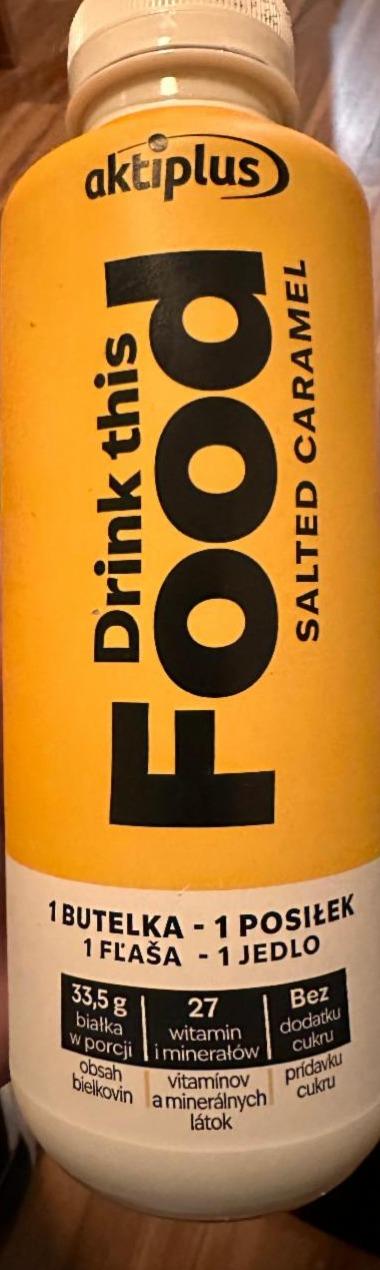 aktiplus
Drink this
Food
SALTED CARAMEL
1 BUTELKA - 1 POSIŁEK
1 FĽAŠA - 1 JEDLO
33,5 g
białka
w porcji
obsah
bielkovin
27
witamin
i minerałów
vitamínov
a minerálnych
látok
Bez
dodatku
cukru
prídavku
cukru